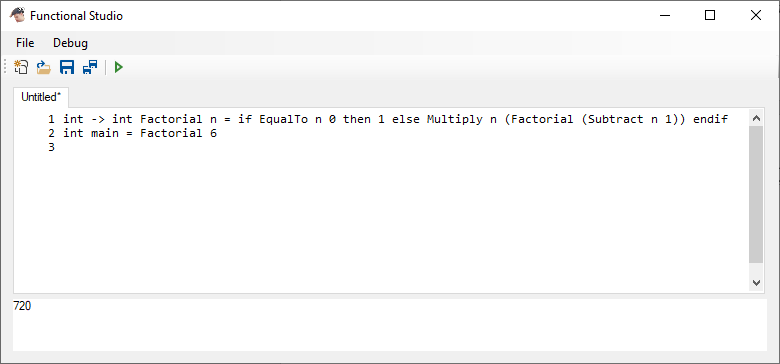 Functional Studio
File Debug
Untitled*
1 int -> int Factorial n = if EqualTo n 0 then 1 else Multiply n (Factorial (Subtract n 1)) endif
2 int main = Factorial 6
3
720